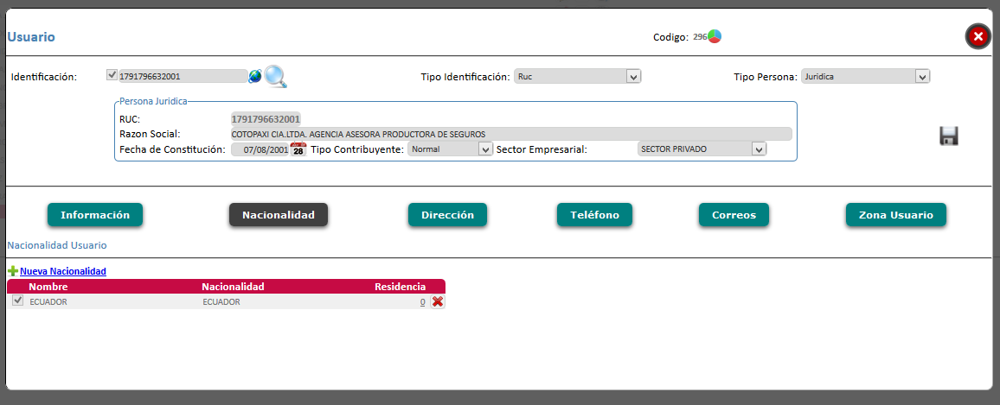 Usuario Codigo: 296
Identificación: 1791796632001 Tipo Identificación: Ruc Tipo Persona: Juridica
Persona Juridica
RUC: 1791796632001
Razon Social: COTOPAXI CIA.LTDA. AGENCIA ASESORA PRODUCTORA DE SEGUROS
Fecha de Constitución: 07/08/2001 28 Tipo Contribuyente: Normal Sector Empresarial: SECTOR PRIVADO
Información Nacionalidad Dirección Teléfono Correos Zona Usuario
Nacionalidad Usuario
Nueva Nacionalidad
Nombre Nacionalidad Residencia
ECUADOR ECUADOR 0